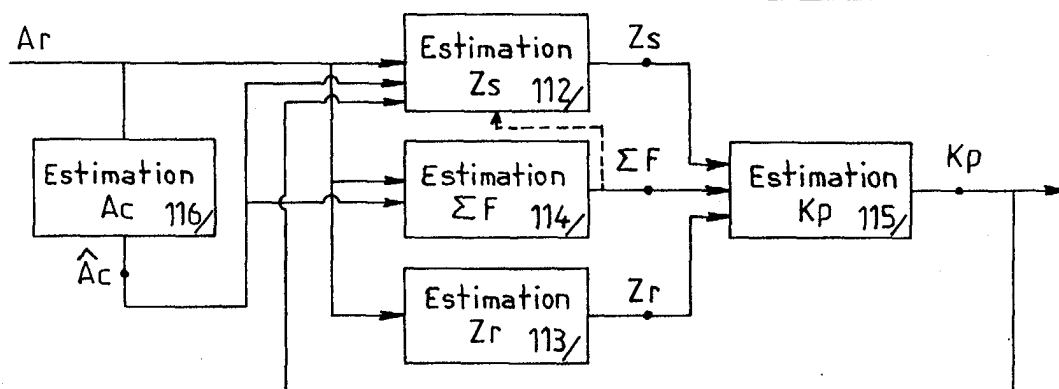 Ar
Estimation
Zs 112/
Zs
Estimation
Ac 116/
Âc
Estimation
ΣF 114/
ΣF
Estimation
Kp 115/
Kp
Estimation
Zr 113/
Zr